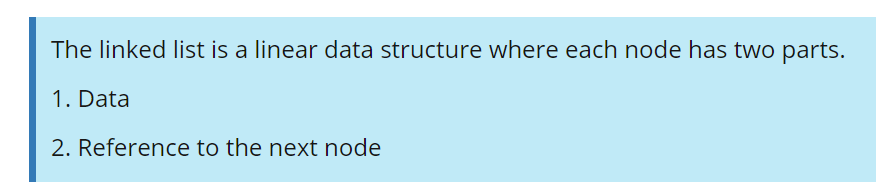 The linked list is a linear data structure where each node has two parts.
1. Data
2. Reference to the next node